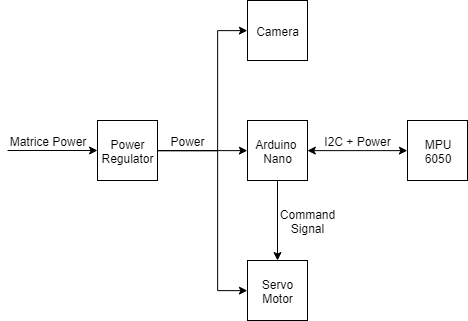 Camera
Matrice Power
Power
Regulator
Power
Arduino
Nano
I2C + Power
MPU
6050
Command
Signal
Servo
Motor